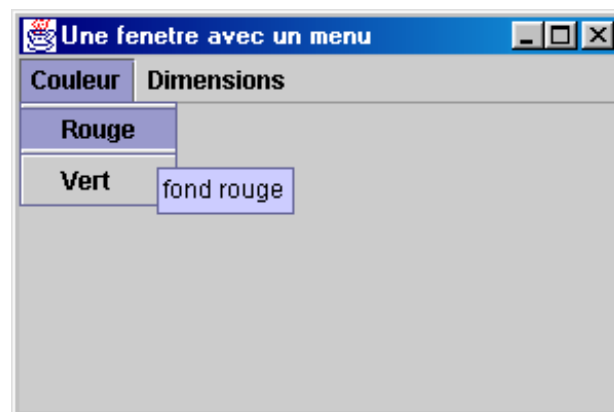 Une fenetre avec un menu
Couleur Dimensions
Rouge
Vert
fond rouge